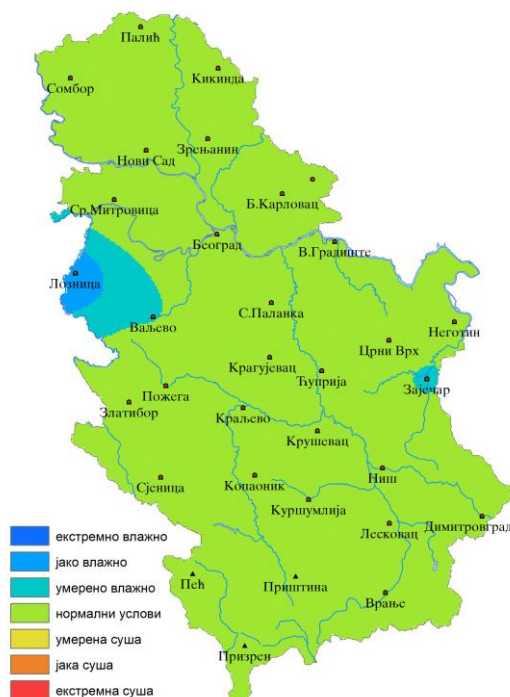 Палић
Кикинда
Сомбор
Зрењанин
Нови Сад
Б.Карловац
Ср.Митровица
Београд
В.Градиште
Лозница
С.Паланка
Ваљево
Неготин
Црни Врх
Крагујевац
Ћуприја
Зајечар
Пожега
Златибор
Краљево
Крушевац
Ниш
Сјеница
Копаоник
Куршумлија
Димитровград
Лесковац
екстремно влажно
јако влажно
умерено влажно
Пећ
Приштина
Врање
нормални услови
умерена суша
Призрен
јака суша
екстремна суша